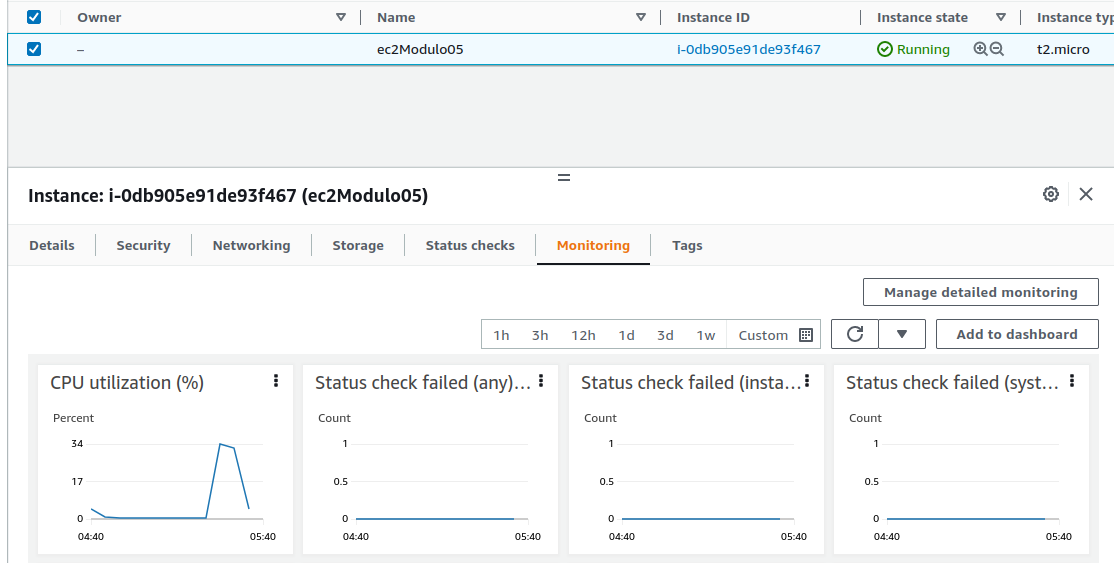 Owner Name Instance ID Instance state Instance typ
– ec2Modulo05 i-0db905e91de93f467 Running t2.micro
Instance: i-0db905e91de93f467 (ec2Modulo05)
Details Security Networking Storage Status checks Monitoring Tags
Manage detailed monitoring
1h 3h 12h 1d 3d 1w Custom Add to dashboard
CPU utilization (%)
Percent
34
17
0
04:40 05:40
Status check failed (any)...
Count
1
0.5
0
04:40 05:40
Status check failed (insta...
Count
1
0.5
0
04:40 05:40
Status check failed (syst...
Count
1
0.5
0
04:40 05:40